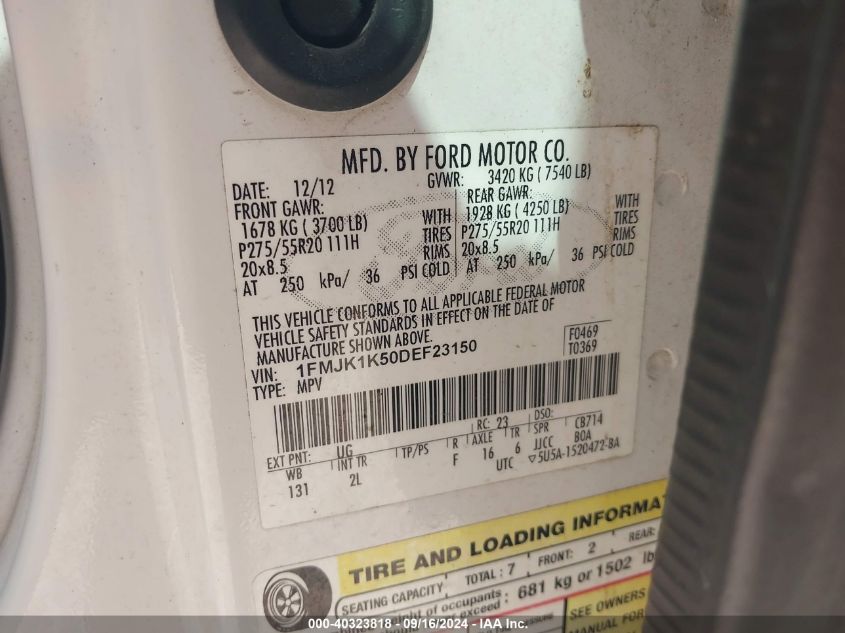 MFD. BY FORD MOTOR CO.
DATE: 12/12 GVWR: 3420 KG ( 7540 LB)
FRONT GAWR: REAR GAWR:
1678 KG ( 3700 LB) WITH 1928 KG ( 4250 LB) WITH
P275/55R20 111H TIRES P275/55R20 111H TIRES
20x8.5 RIMS 20x8.5 RIMS
AT 250 kPa/ 36 PSI COLD AT 250 kPa/ 36 PSI COLD
THIS VEHICLE CONFORMS TO ALL APPLICABLE FEDERAL MOTOR
VEHICLE SAFETY STANDARDS IN EFFECT ON THE DATE OF
MANUFACTURE SHOWN ABOVE.
F0469
VIN: 1FMJK1K50DEF23150 T0369
TYPE: MPV
RC: 23 DSO:
EXT PNT: UG CB714
WB INT TR TP/PS R AXLE TR SPR BOA
131 2L F 16 6 JJCC
UTC ▽5U5A-1520472-BA
TIRE AND LOADING INFORMA
SEATING CAPACITY TOTAL : 7 FRONT: 2 REAR:
of occupants exceed : 681 kg or 1502 lb
SEE OWNERS
MANUAL FOR
000-40323818 - 09/16/2024 - IAA Inc.